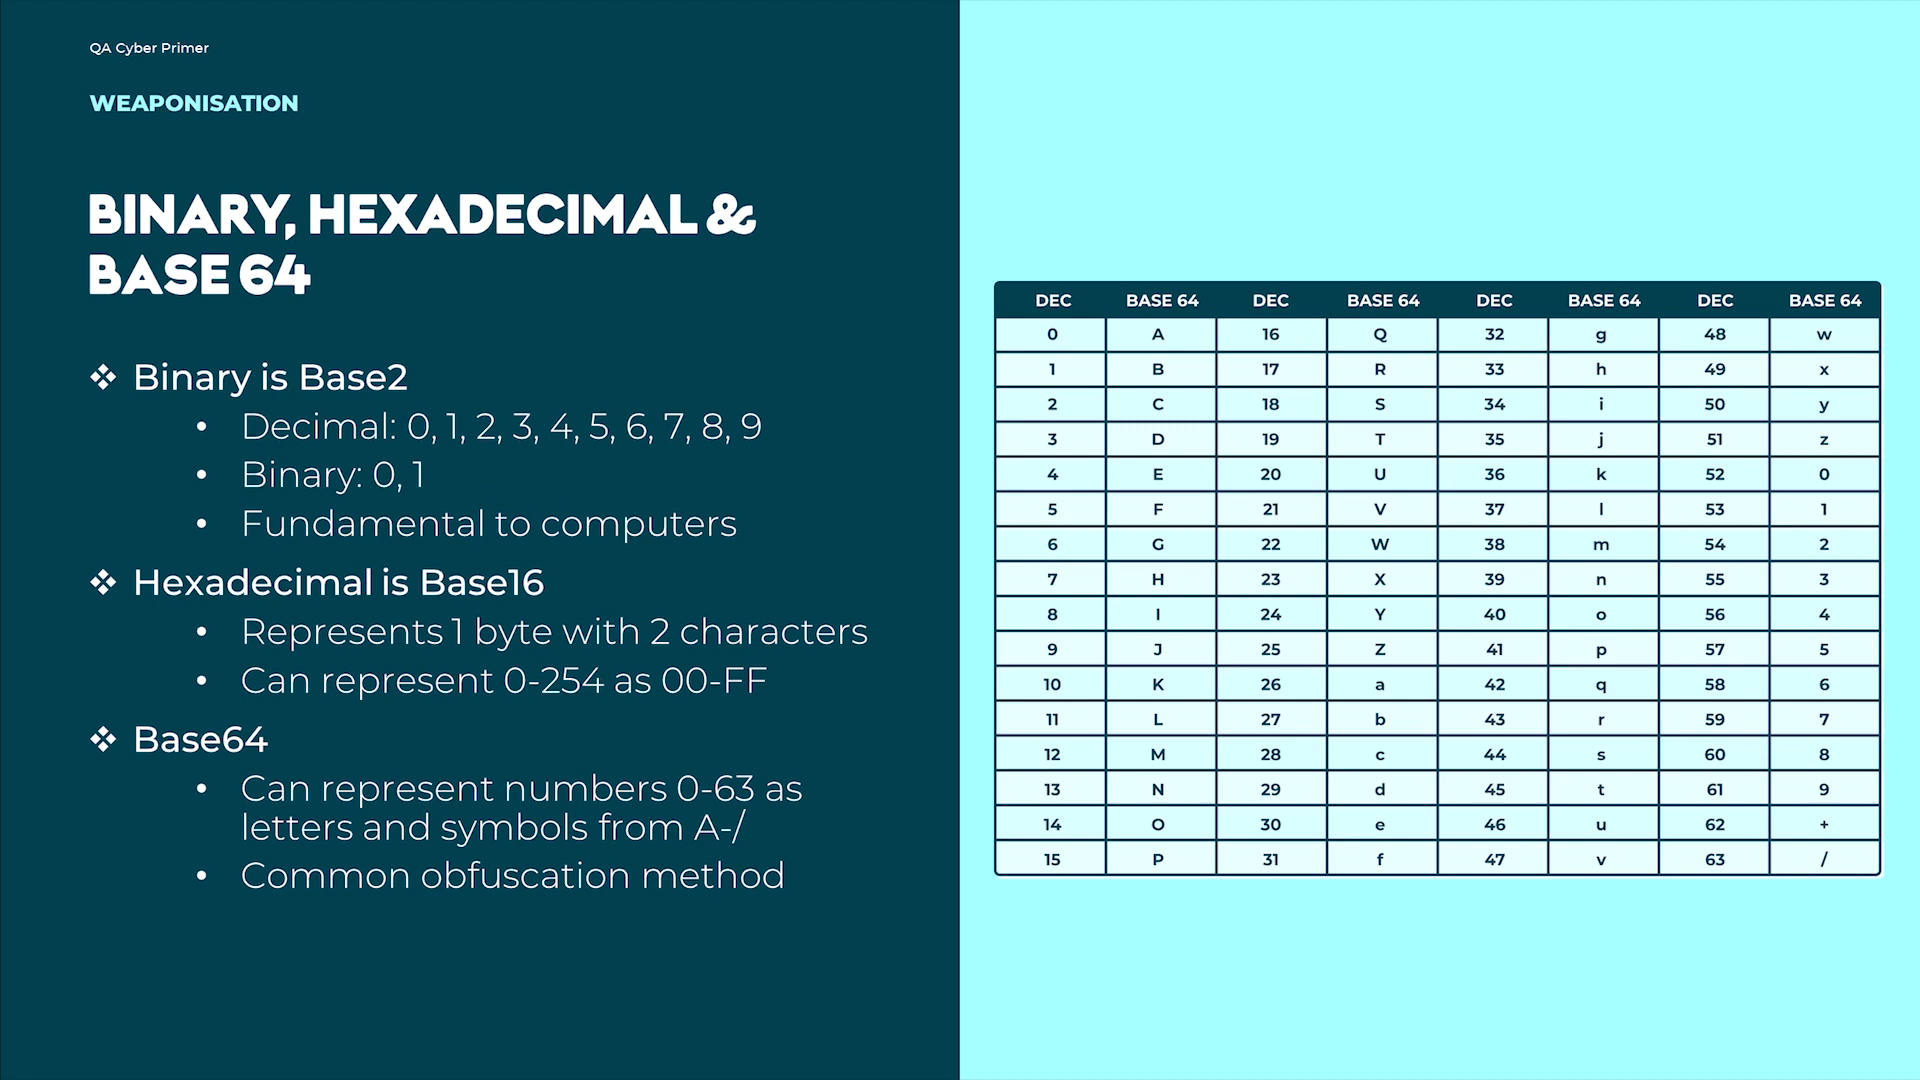 QA Cyber Primer
WEAPONISATION
BINARY, HEXADECIMAL &
BASE 64
❖ Binary is Base2
• Decimal: 0, 1, 2, 3, 4, 5, 6, 7, 8, 9
• Binary: 0, 1
• Fundamental to computers
❖ Hexadecimal is Base16
• Represents 1 byte with 2 characters
• Can represent 0-254 as 00-FF
❖ Base64
• Can represent numbers 0-63 as
letters and symbols from A-/
• Common obfuscation method
DEC BASE 64 DEC BASE 64 DEC BASE 64 DEC BASE 64
0 A 16 Q 32 g 48 w
1 B 17 R 33 h 49 x
2 C 18 S 34 i 50 y
3 D 19 T 35 j 51 z
4 E 20 U 36 k 52 0
5 F 21 V 37 l 53 1
6 G 22 W 38 m 54 2
7 H 23 X 39 n 55 3
8 I 24 Y 40 o 56 4
9 J 25 Z 41 p 57 5
10 K 26 a 42 q 58 6
11 L 27 b 43 r 59 7
12 M 28 c 44 s 60 8
13 N 29 d 45 t 61 9
14 O 30 e 46 u 62 +
15 P 31 f 47 v 63 /